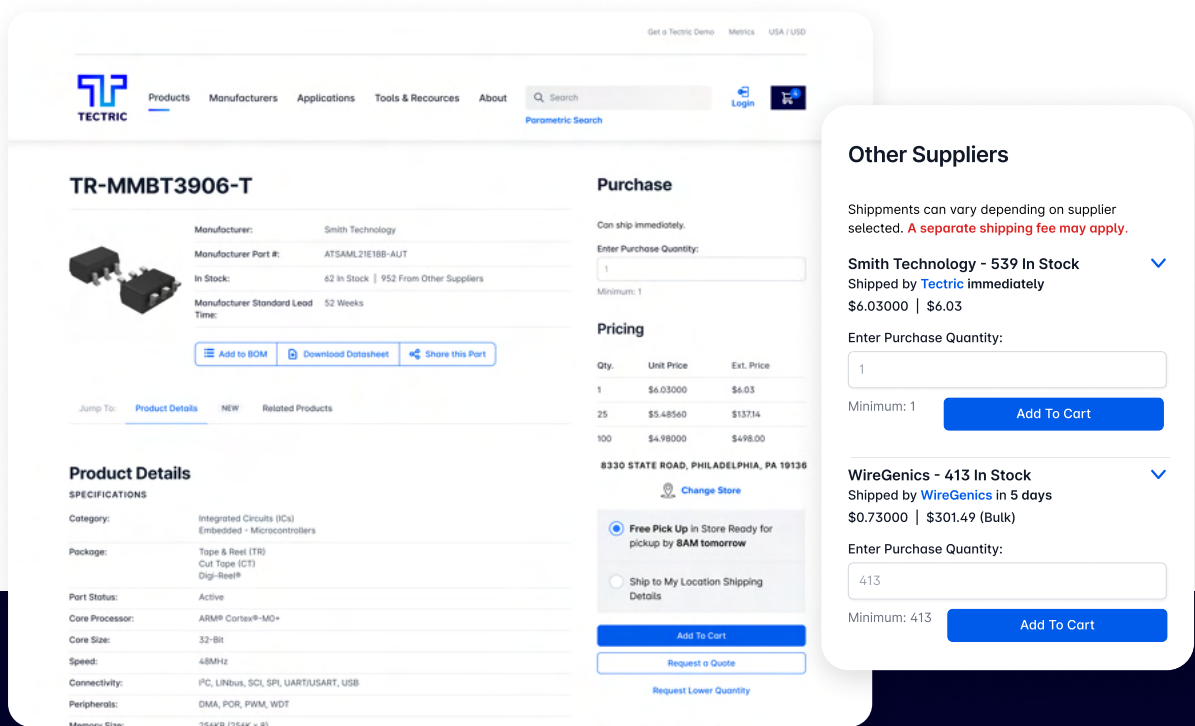 Get a Tectric Demo Metrics USA / USD
TECTRIC
Products Manufacturers Applications Tools & Recources About
Search
Parametric Search
Login
4
TR-MMBT3906-T
Manufacturer: Smith Technology
Manufacturer Part #: ATSAML21E18B-AUT
In Stock: 62 In Stock | 952 From Other Suppliers
Manufacturer Standard Lead 52 Weeks
Time:
Add to BOM Download Datasheet Share this Part
Jump To: Product Details NEW Related Products
Product Details
SPECIFICATIONS
Category: Integrated Circuits (ICs)
Embedded - Microcontrollers
Package: Tape & Reel (TR)
Cut Tape (CT)
Digi-Reel®
Part Status: Active
Core Processor: ARM® Cortex®-M0+
Core Size: 32-Bit
Speed: 48MHz
Connectivity: I²C, LINbus, SCI, SPI, UART/USART, USB
Peripherals: DMA, POR, PWM, WDT
Memory Size: 256KB (256K x 8)
Purchase
Can ship immediately.
Enter Purchase Quantity:
1
Minimum: 1
Pricing
Qty. Unit Price Ext. Price
1 $6.03000 $6.03
25 $5.48560 $137.14
100 $4.98000 $498.00
8330 STATE ROAD, PHILADELPHIA, PA 19136
Change Store
Free Pick Up in Store Ready for
pickup by 8AM tomorrow
Ship to My Location Shipping
Details
Add To Cart
Request a Quote
Request Lower Quantity
Other Suppliers
Shippments can vary depending on supplier
selected. A separate shipping fee may apply.
Smith Technology - 539 In Stock
Shipped by Tectric immediately
$6.03000 | $6.03
Enter Purchase Quantity:
1
Minimum: 1
Add To Cart
WireGenics - 413 In Stock
Shipped by WireGenics in 5 days
$0.73000 | $301.49 (Bulk)
Enter Purchase Quantity:
413
Minimum: 413
Add To Cart